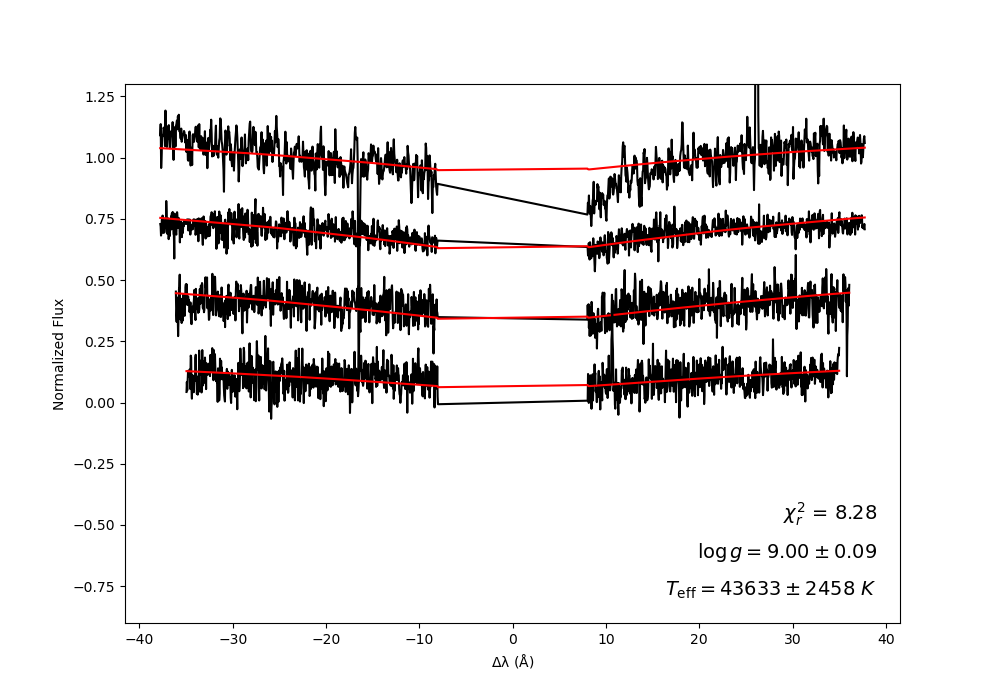 1.25
1.00
0.75
0.50
0.25
0.00
−0.25
−0.50
−0.75
Normalized Flux
χ²ᵣ = 8.28
log g = 9.00 ± 0.09
T_eff = 43633 ± 2458 K
−40 −30 −20 −10 0 10 20 30 40
Δλ (Å)